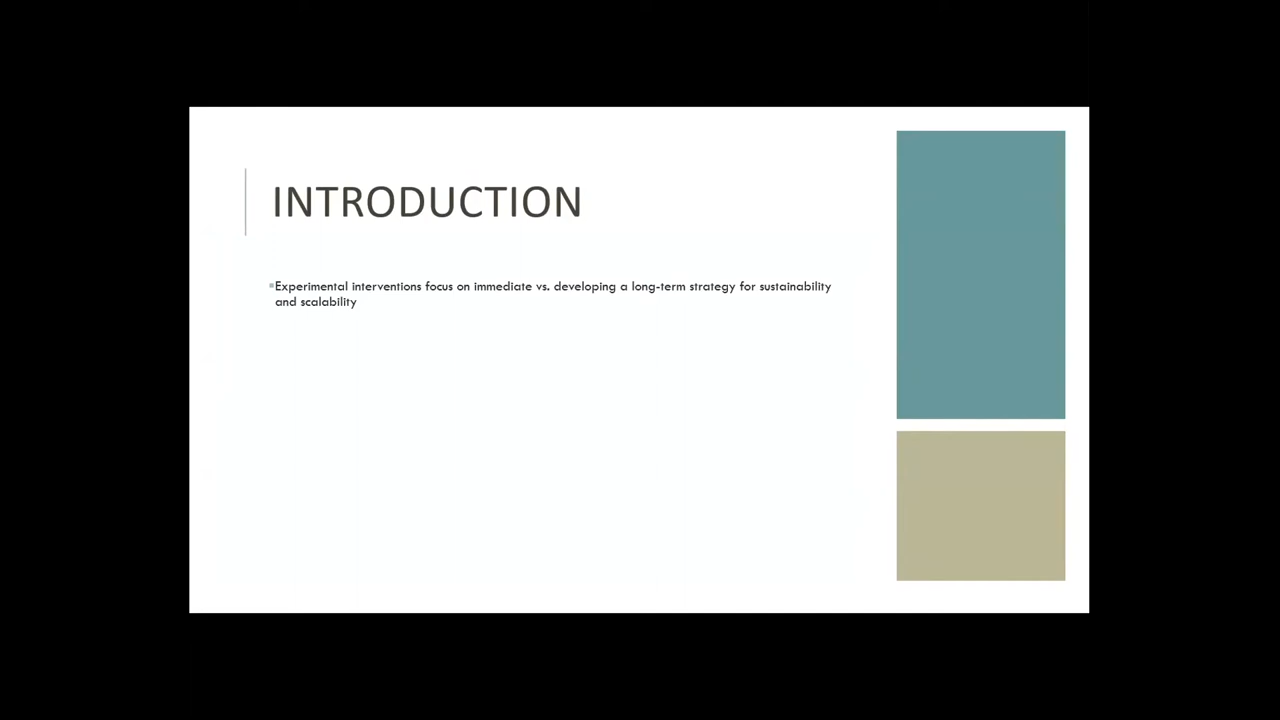 INTRODUCTION
▪Experimental interventions focus on immediate vs. developing a long-term strategy for sustainability
and scalability